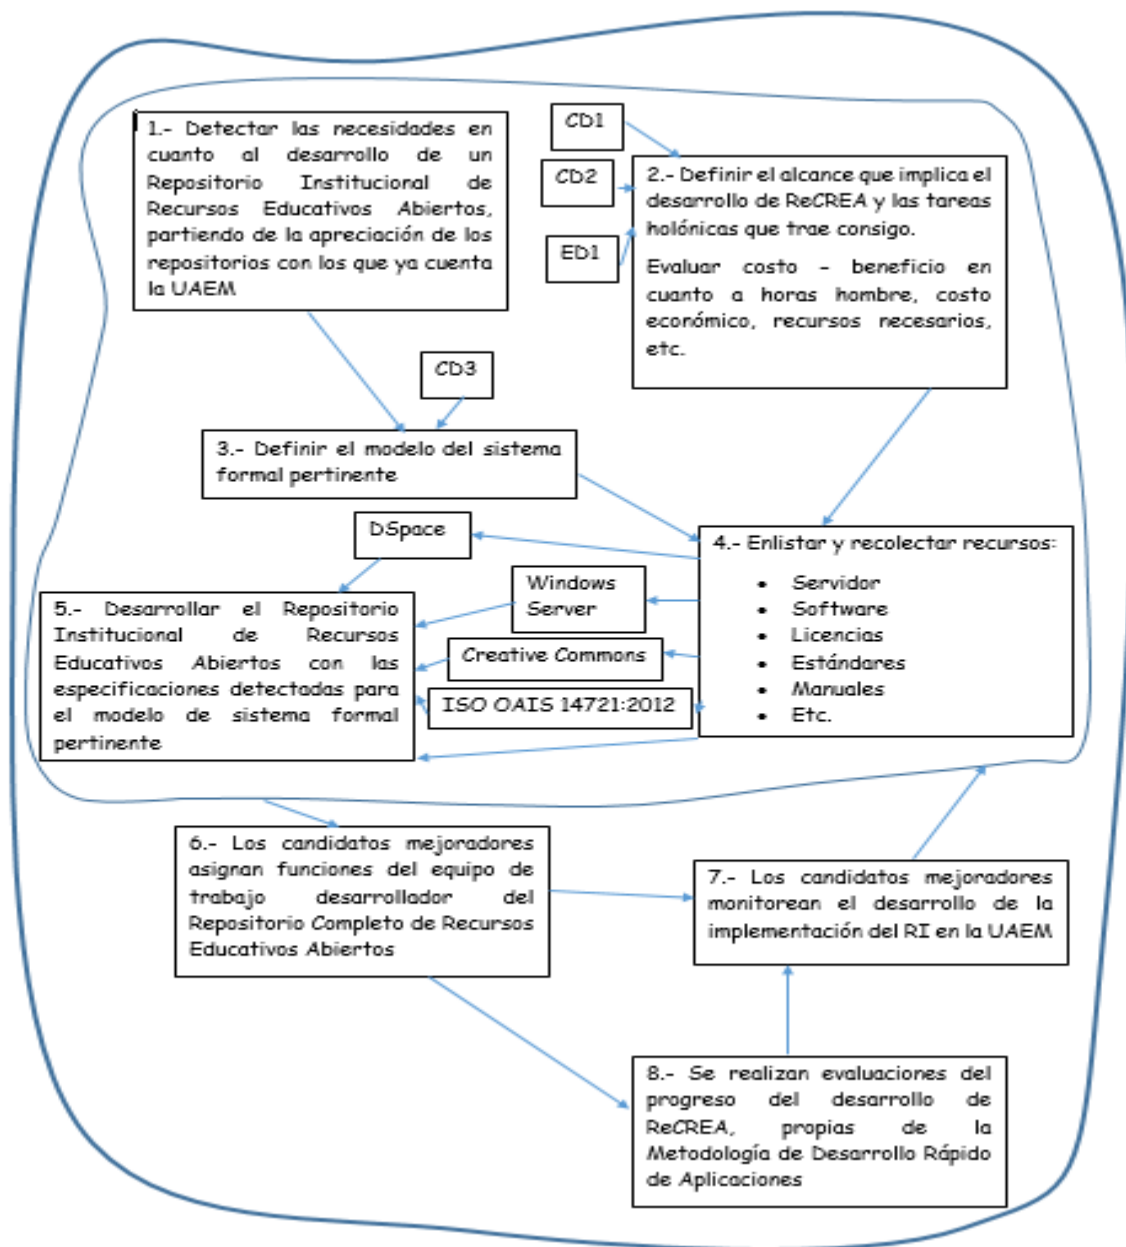 1.- Detectar las necesidades en
cuanto al desarrollo de un
Repositorio Institucional de
Recursos Educativos Abiertos,
partiendo de la apreciación de los
repositorios con los que ya cuenta
la UAEM
CD1
CD2
ED1
2.- Definir el alcance que implica el
desarrollo de ReCREA y las tareas
holónicas que trae consigo.
Evaluar costo - beneficio en
cuanto a horas hombre, costo
económico, recursos necesarios,
etc.
CD3
3.- Definir el modelo del sistema
formal pertinente
DSpace
4.- Enlistar y recolectar recursos:
• Servidor
• Software
• Licencias
• Estándares
• Manuales
• Etc.
Windows
Server
Creative Commons
ISO OAIS 14721:2012
5.- Desarrollar el Repositorio
Institucional de Recursos
Educativos Abiertos con las
especificaciones detectadas para
el modelo de sistema formal
pertinente
6.- Los candidatos mejoradores
asignan funciones del equipo de
trabajo desarrollador del
Repositorio Completo de Recursos
Educativos Abiertos
7.- Los candidatos mejoradores
monitorean el desarrollo de la
implementación del RI en la UAEM
8.- Se realizan evaluaciones del
progreso del desarrollo de
ReCREA, propias de la
Metodología de Desarrollo Rápido
de Aplicaciones